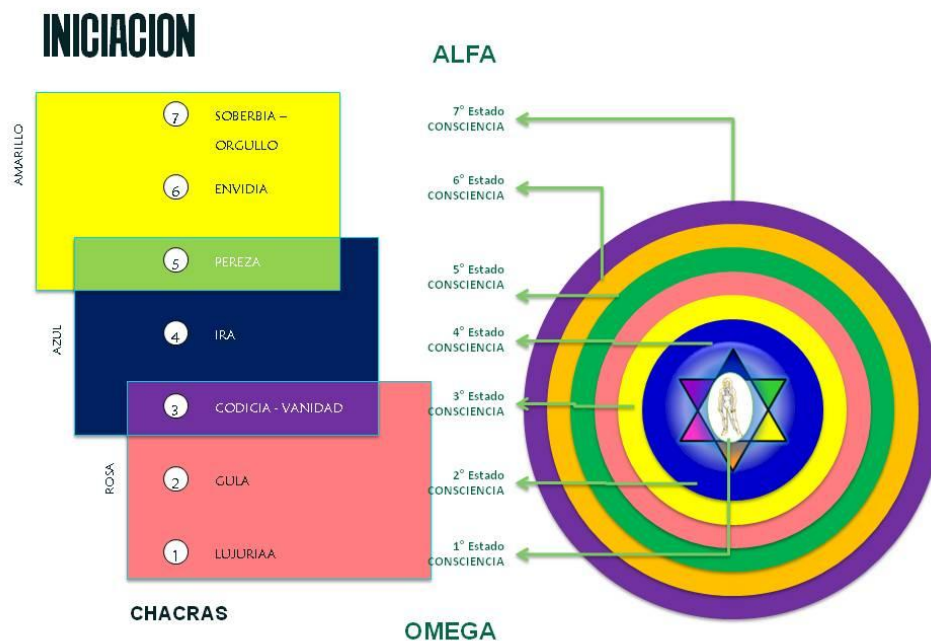 INICIACION
ALFA
AMARILLO
7 SOBERBIA –
ORGULLO
6 ENVIDIA
5 PEREZA
AZUL
4 IRA
3 CODICIA - VANIDAD
ROSA
2 GULA
1 LUJURIAA
CHACRAS
7° Estado
CONSCIENCIA
6° Estado
CONSCIENCIA
5° Estado
CONSCIENCIA
4° Estado
CONSCIENCIA
3° Estado
CONSCIENCIA
2° Estado
CONSCIENCIA
1° Estado
CONSCIENCIA
OMEGA